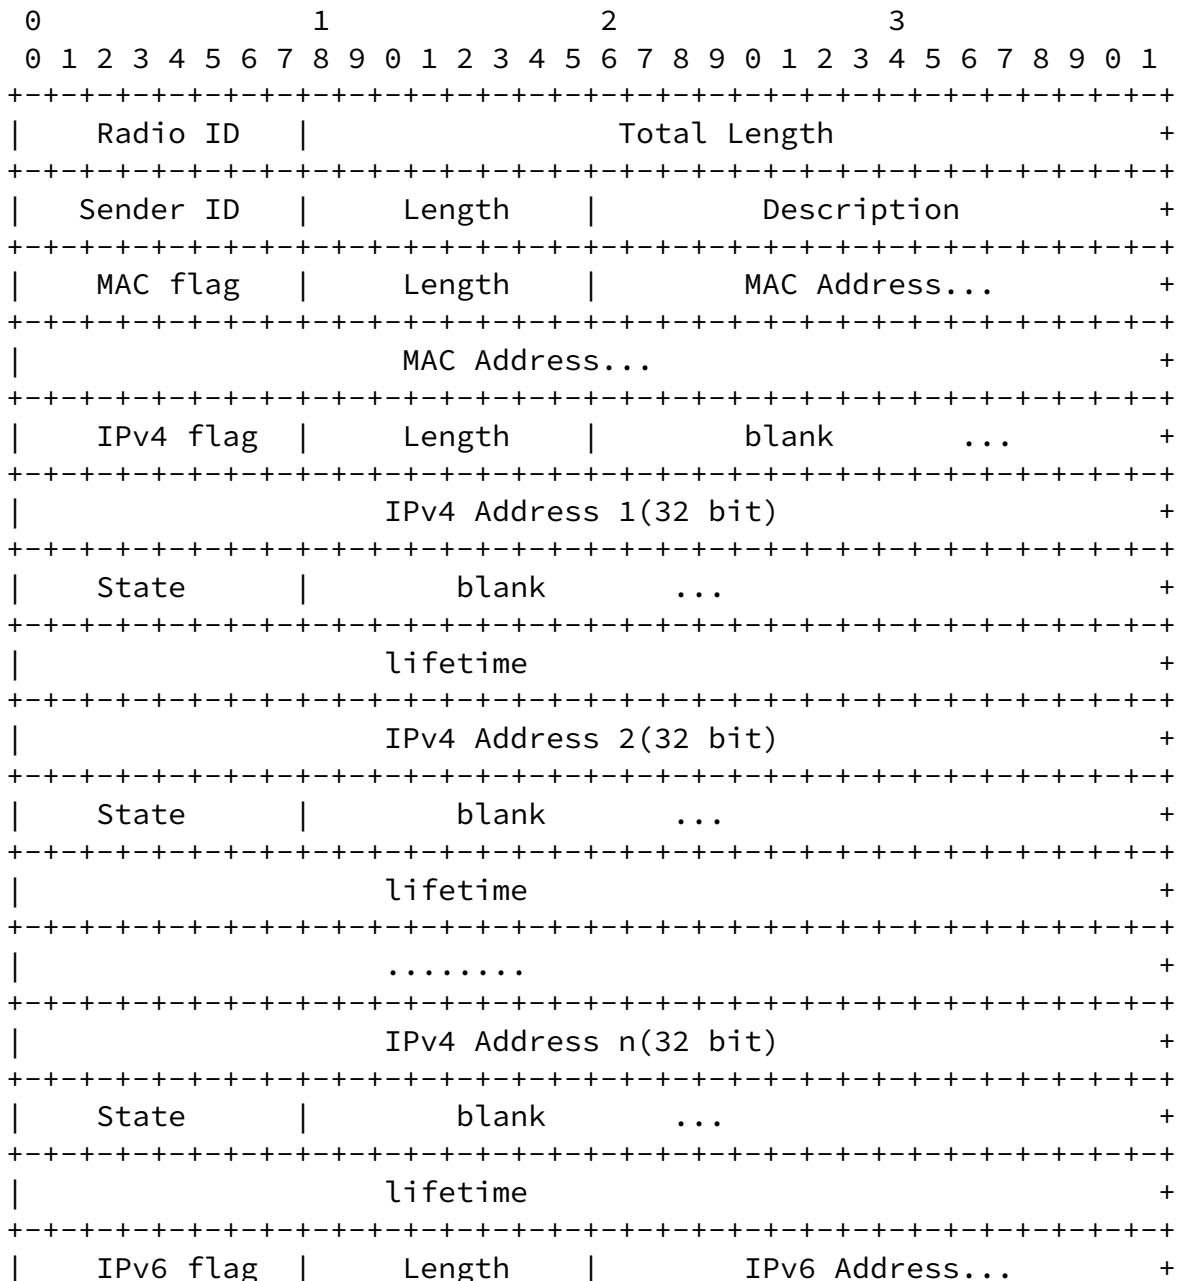 0               1               2               3
 0 1 2 3 4 5 6 7 8 9 0 1 2 3 4 5 6 7 8 9 0 1 2 3 4 5 6 7 8 9 0 1
+-+-+-+-+-+-+-+-+-+-+-+-+-+-+-+-+-+-+-+-+-+-+-+-+-+-+-+-+-+-+-+-+
|    Radio ID   |                 Total Length                  +
+-+-+-+-+-+-+-+-+-+-+-+-+-+-+-+-+-+-+-+-+-+-+-+-+-+-+-+-+-+-+-+-+
|   Sender ID   |     Length    |         Description           +
+-+-+-+-+-+-+-+-+-+-+-+-+-+-+-+-+-+-+-+-+-+-+-+-+-+-+-+-+-+-+-+-+
|    MAC flag   |     Length    |        MAC Address...         +
+-+-+-+-+-+-+-+-+-+-+-+-+-+-+-+-+-+-+-+-+-+-+-+-+-+-+-+-+-+-+-+-+
|                     MAC Address...                            +
+-+-+-+-+-+-+-+-+-+-+-+-+-+-+-+-+-+-+-+-+-+-+-+-+-+-+-+-+-+-+-+-+
|    IPv4 flag  |     Length    |        blank       ...        +
+-+-+-+-+-+-+-+-+-+-+-+-+-+-+-+-+-+-+-+-+-+-+-+-+-+-+-+-+-+-+-+-+
|                    IPv4 Address 1(32 bit)                     +
+-+-+-+-+-+-+-+-+-+-+-+-+-+-+-+-+-+-+-+-+-+-+-+-+-+-+-+-+-+-+-+-+
|    State      |        blank       ...                        +
+-+-+-+-+-+-+-+-+-+-+-+-+-+-+-+-+-+-+-+-+-+-+-+-+-+-+-+-+-+-+-+-+
|                    lifetime                                   +
+-+-+-+-+-+-+-+-+-+-+-+-+-+-+-+-+-+-+-+-+-+-+-+-+-+-+-+-+-+-+-+-+
|                    IPv4 Address 2(32 bit)                     +
+-+-+-+-+-+-+-+-+-+-+-+-+-+-+-+-+-+-+-+-+-+-+-+-+-+-+-+-+-+-+-+-+
|    State      |        blank       ...                        +
+-+-+-+-+-+-+-+-+-+-+-+-+-+-+-+-+-+-+-+-+-+-+-+-+-+-+-+-+-+-+-+-+
|                    lifetime                                   +
+-+-+-+-+-+-+-+-+-+-+-+-+-+-+-+-+-+-+-+-+-+-+-+-+-+-+-+-+-+-+-+-+
|                    ........                                   +
+-+-+-+-+-+-+-+-+-+-+-+-+-+-+-+-+-+-+-+-+-+-+-+-+-+-+-+-+-+-+-+-+
|                    IPv4 Address n(32 bit)                     +
+-+-+-+-+-+-+-+-+-+-+-+-+-+-+-+-+-+-+-+-+-+-+-+-+-+-+-+-+-+-+-+-+
|    State      |        blank       ...                        +
+-+-+-+-+-+-+-+-+-+-+-+-+-+-+-+-+-+-+-+-+-+-+-+-+-+-+-+-+-+-+-+-+
|                    lifetime                                   +
+-+-+-+-+-+-+-+-+-+-+-+-+-+-+-+-+-+-+-+-+-+-+-+-+-+-+-+-+-+-+-+-+
|    IPv6 flag  |     Length    |        IPv6 Address...        +